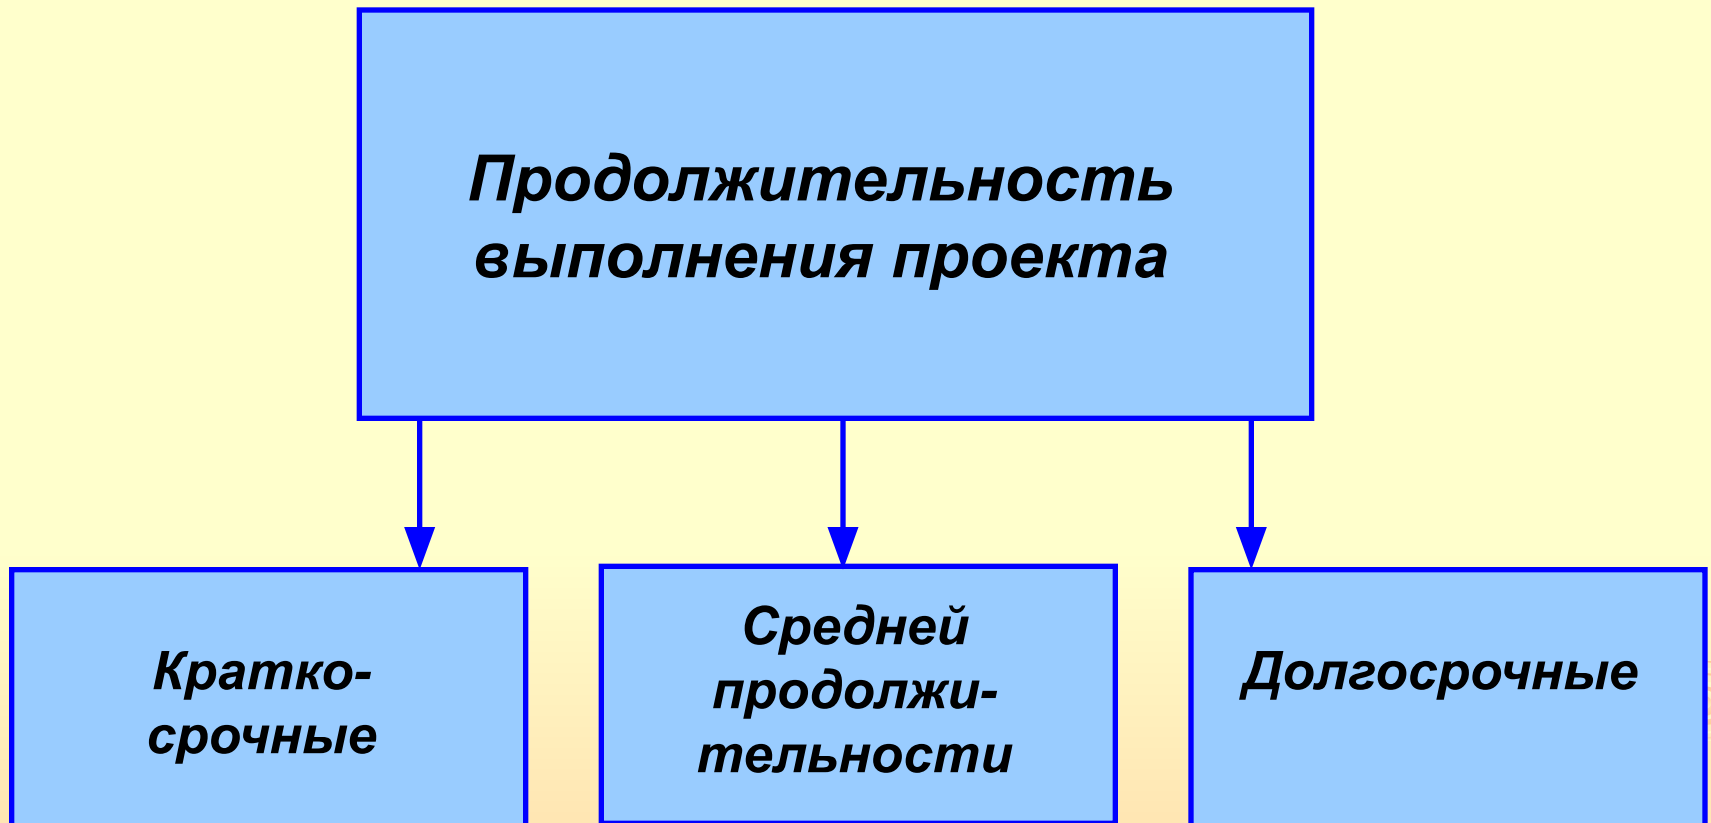 Продолжительность
выполнения проекта
Кратко-
срочные
Средней
продолжи-
тельности
Долгосрочные